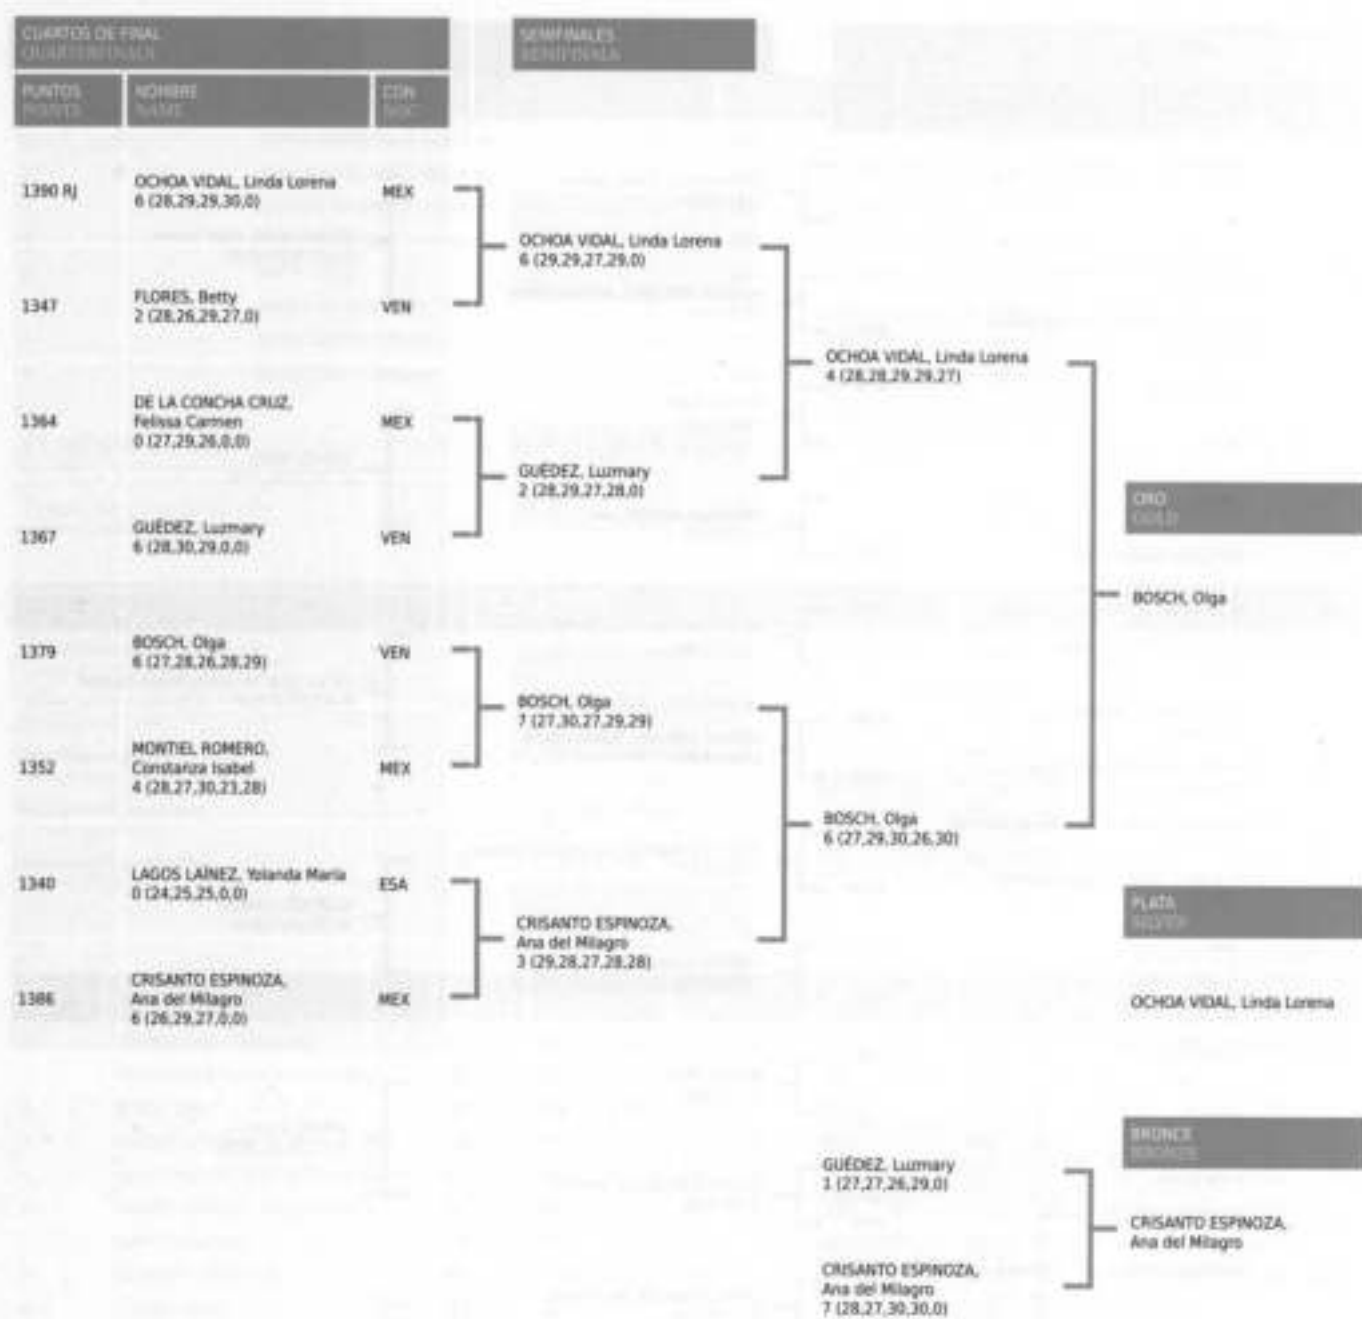 CUARTOS DE FINAL
QUARTERFINALS
SEMIFINALES
SEMIFINALS
PUNTOS
POINTS
NOMBRE
NAME
CON
NOC
1390 RJ
OCHOA VIDAL, Linda Lorena
6 (28,29,29,30,0)
MEX
1347
FLORES, Betty
2 (28,26,29,27,0)
VEN
1364
DE LA CONCHA CRUZ,
Felissa Carmen
0 (27,29,26,0,0)
MEX
1367
GUÉDEZ, Luzmary
6 (28,30,29,0,0)
VEN
1379
BOSCH, Olga
6 (27,28,26,28,29)
VEN
1352
MONTIEL ROMERO,
Constanza Isabel
4 (28,27,30,23,28)
MEX
1340
LAGOS LAÍNEZ, Yolanda María
0 (24,25,25,0,0)
ESA
1386
CRISANTO ESPINOZA,
Ana del Milagro
6 (26,29,27,0,0)
MEX
OCHOA VIDAL, Linda Lorena
6 (29,29,27,29,0)
GUÉDEZ, Luzmary
2 (28,29,27,28,0)
BOSCH, Olga
7 (27,30,27,29,29)
CRISANTO ESPINOZA,
Ana del Milagro
3 (29,28,27,28,28)
OCHOA VIDAL, Linda Lorena
4 (28,28,29,29,27)
BOSCH, Olga
6 (27,29,30,26,30)
ORO
GOLD
BOSCH, Olga
PLATA
SILVER
OCHOA VIDAL, Linda Lorena
GUÉDEZ, Luzmary
1 (27,27,26,29,0)
CRISANTO ESPINOZA,
Ana del Milagro
7 (28,27,30,30,0)
BRONCE
BRONZE
CRISANTO ESPINOZA,
Ana del Milagro